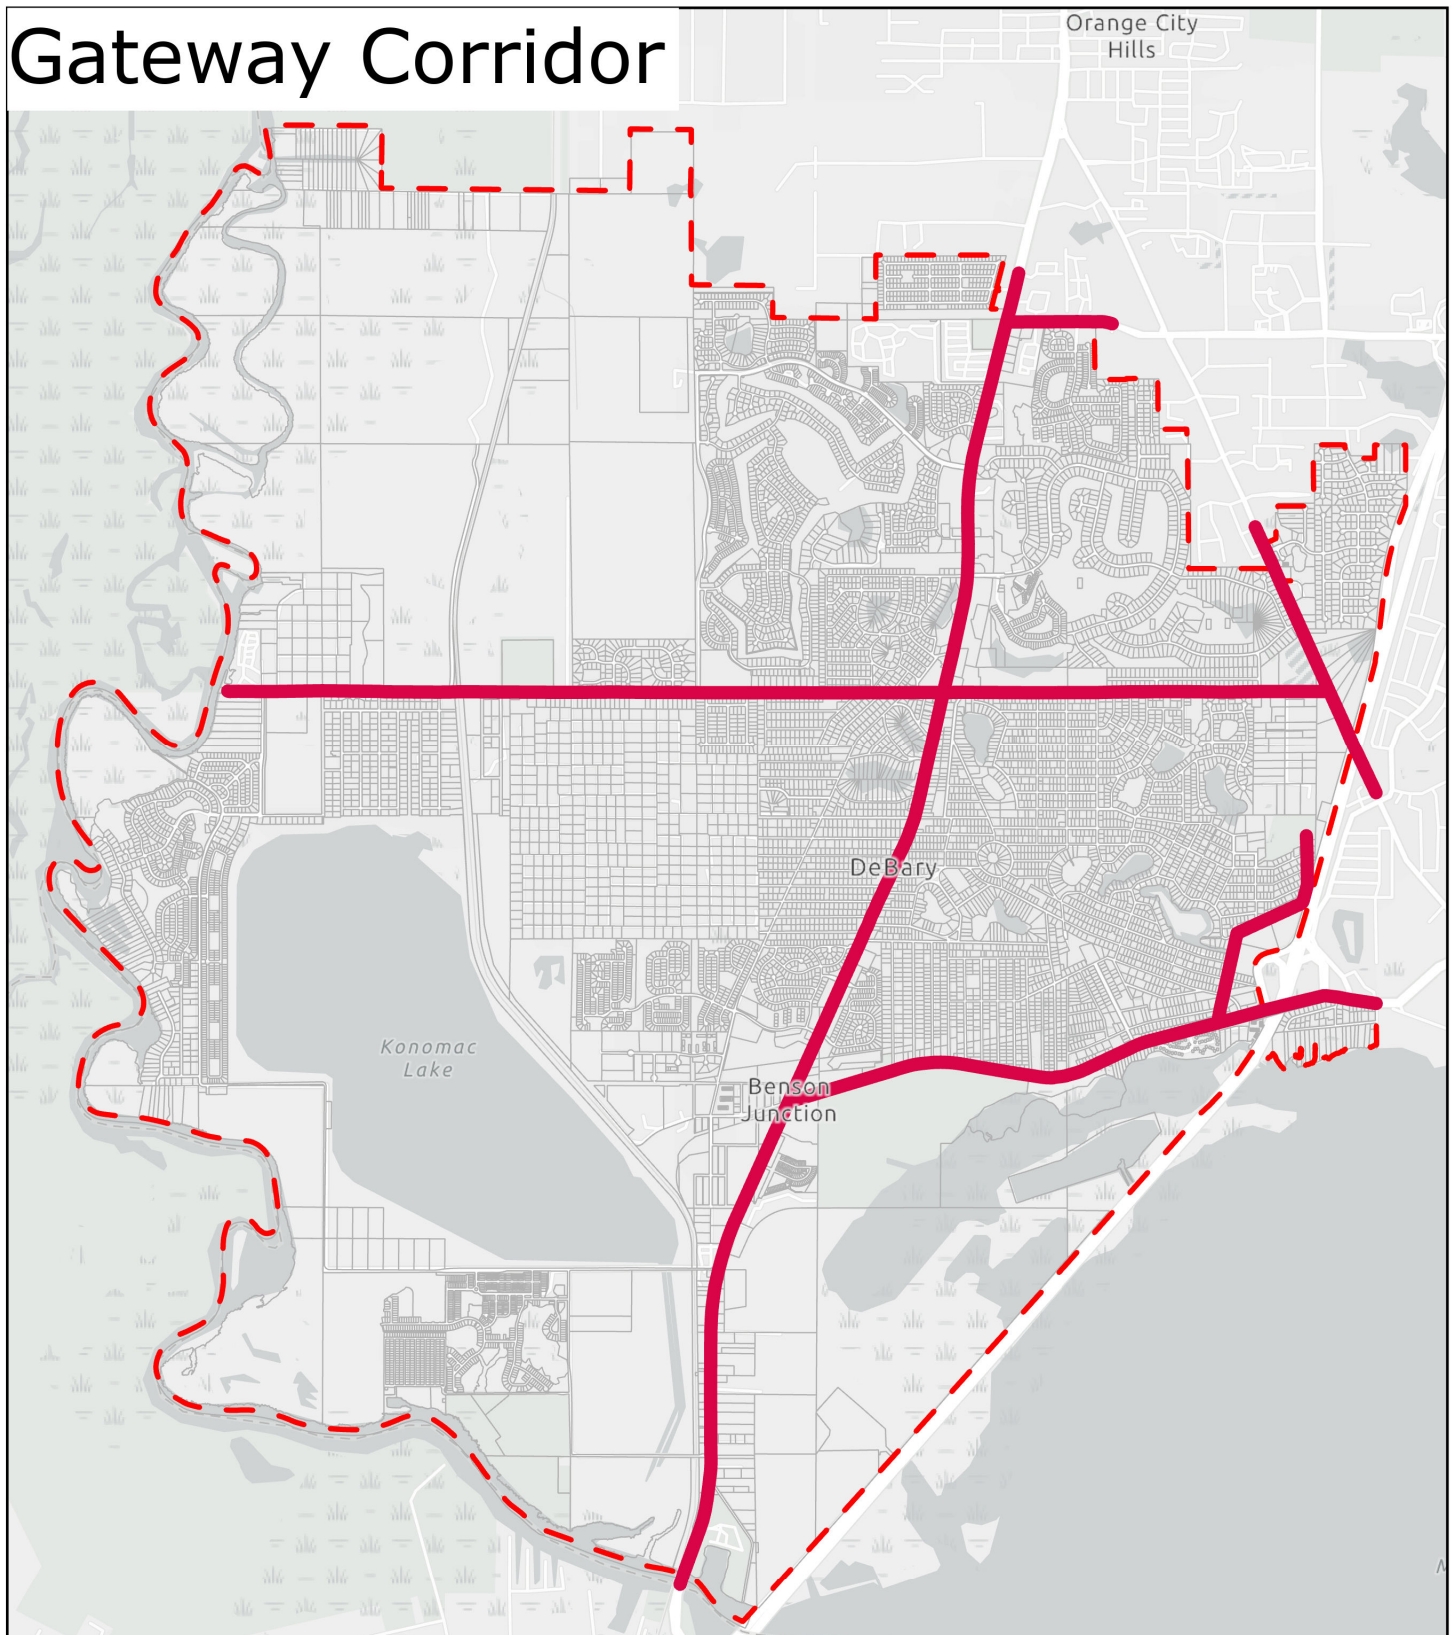 Gateway Corridor
Orange City
Hills
DeBary
Konomac
Lake
Benson
Junction